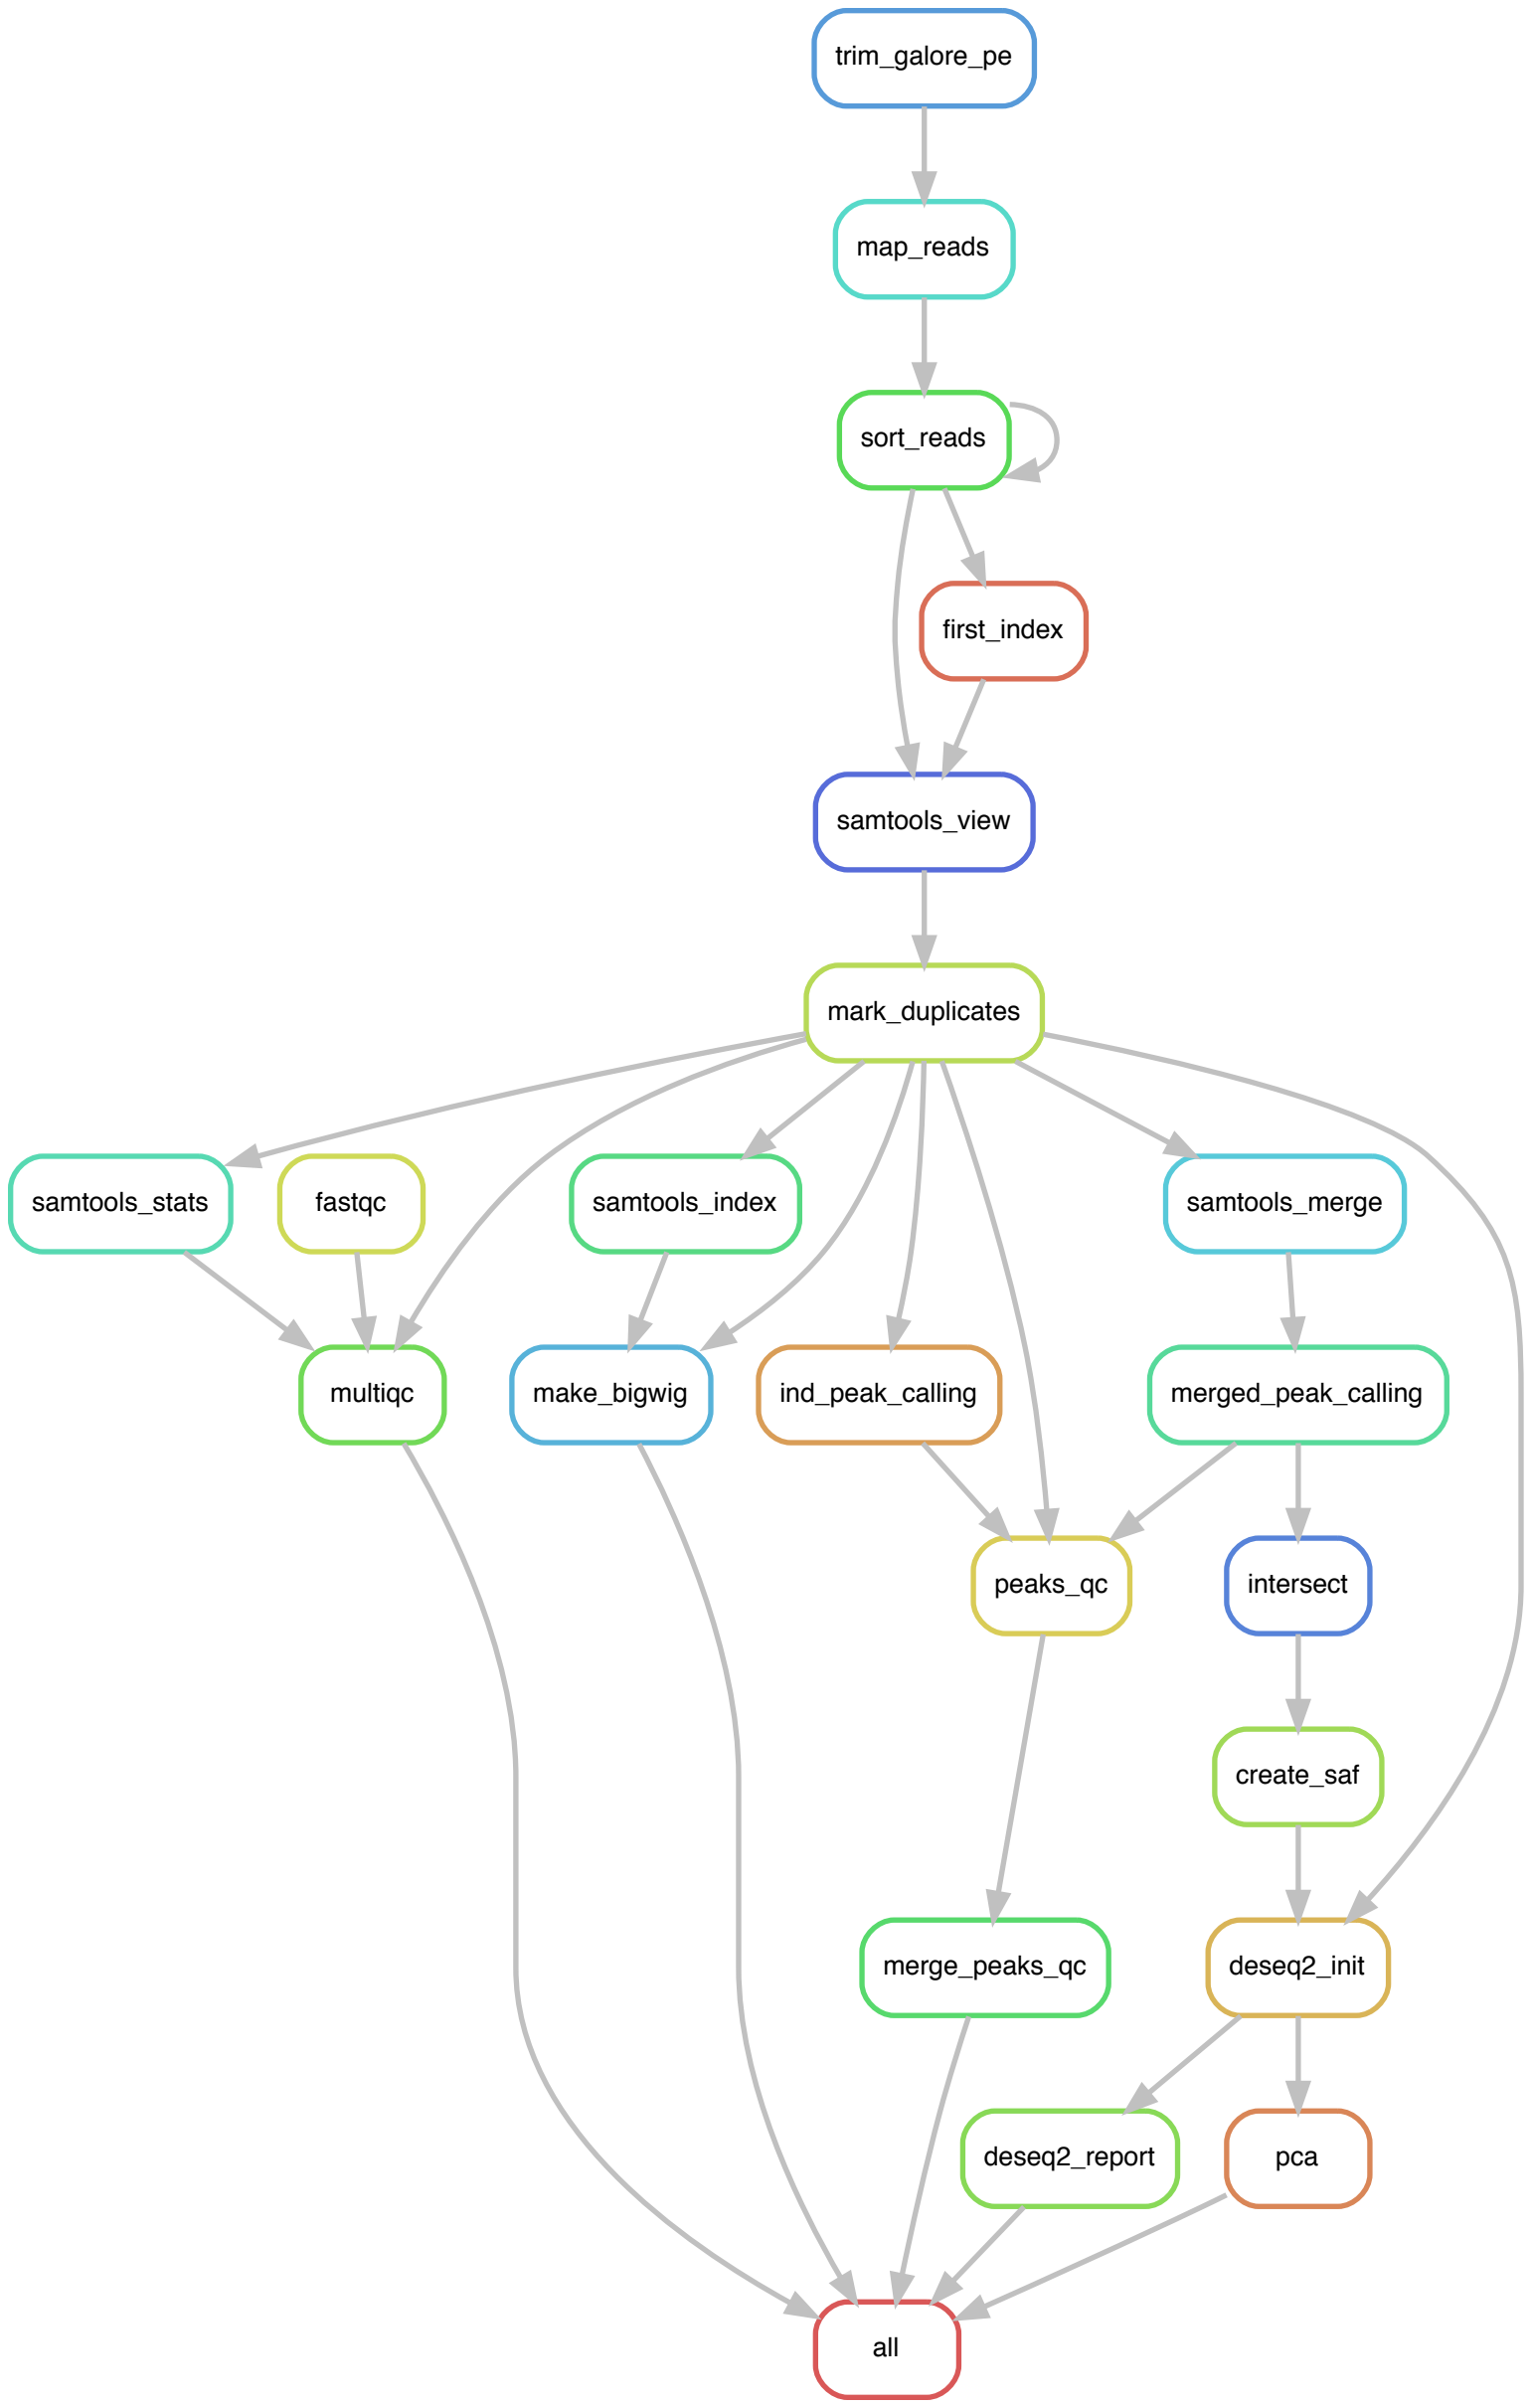 trim_galore_pe
map_reads
sort_reads
first_index
samtools_view
mark_duplicates
samtools_stats
fastqc
samtools_index
samtools_merge
multiqc
make_bigwig
ind_peak_calling
merged_peak_calling
peaks_qc
intersect
create_saf
merge_peaks_qc
deseq2_init
deseq2_report
pca
all